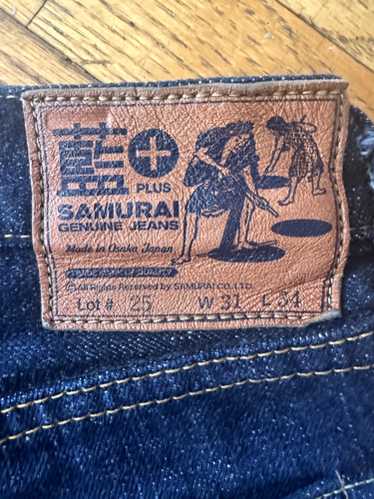 藍
PLUS
SAMURAI
GENUINE JEANS
Made in Osaka Japan
©All Rights Reserved by SAMURAI CO.,LTD.
Lot # 25 W 31 L 34